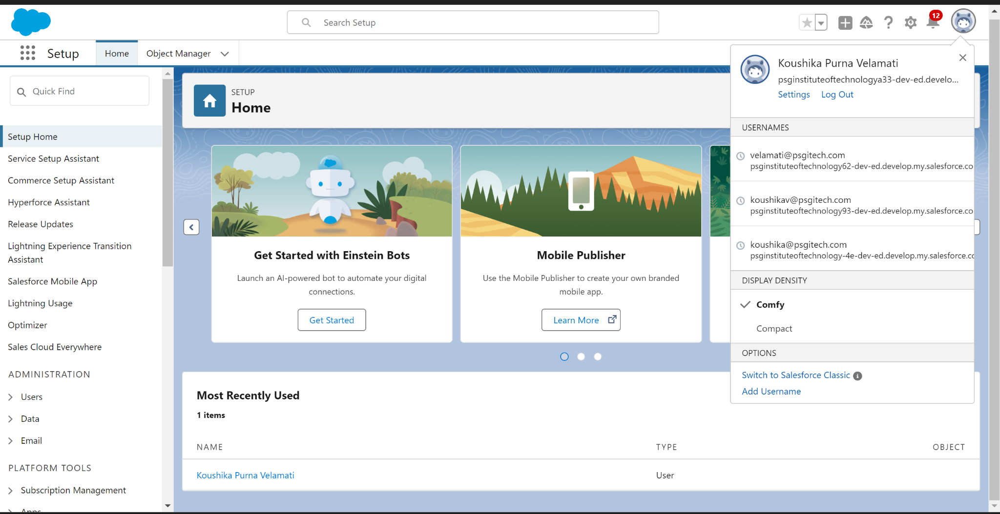 Search Setup
12
Setup
Home
Object Manager
Quick Find
Setup Home
Service Setup Assistant
Commerce Setup Assistant
Hyperforce Assistant
Release Updates
Lightning Experience Transition
Assistant
Salesforce Mobile App
Lightning Usage
Optimizer
Sales Cloud Everywhere
ADMINISTRATION
Users
Data
Email
PLATFORM TOOLS
Subscription Management
Apps
SETUP
Home
Get Started with Einstein Bots
Launch an AI-powered bot to automate your digital
connections.
Get Started
Mobile Publisher
Use the Mobile Publisher to create your own branded
mobile app.
Learn More
Most Recently Used
1 items
NAME
TYPE
OBJECT
Koushika Purna Velamati
User
Koushika Purna Velamati
psginstituteoftechnologya33-dev-ed.develo...
Settings
Log Out
USERNAMES
velamati@psgitech.com
psginstituteoftechnology62-dev-ed.develop.my.salesforce.co
koushikav@psgitech.com
psginstituteoftechnology93-dev-ed.develop.my.salesforce.co
koushika@psgitech.com
psginstituteoftechnology-4e-dev-ed.develop.my.salesforce.co
DISPLAY DENSITY
Comfy
Compact
OPTIONS
Switch to Salesforce Classic
Add Username